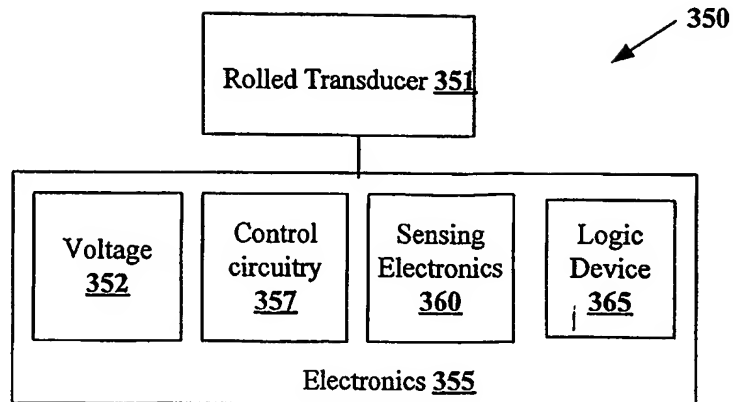 350
Rolled Transducer 351
Voltage
352
Control
circuitry
357
Sensing
Electronics
360
Logic
Device
365
Electronics 355